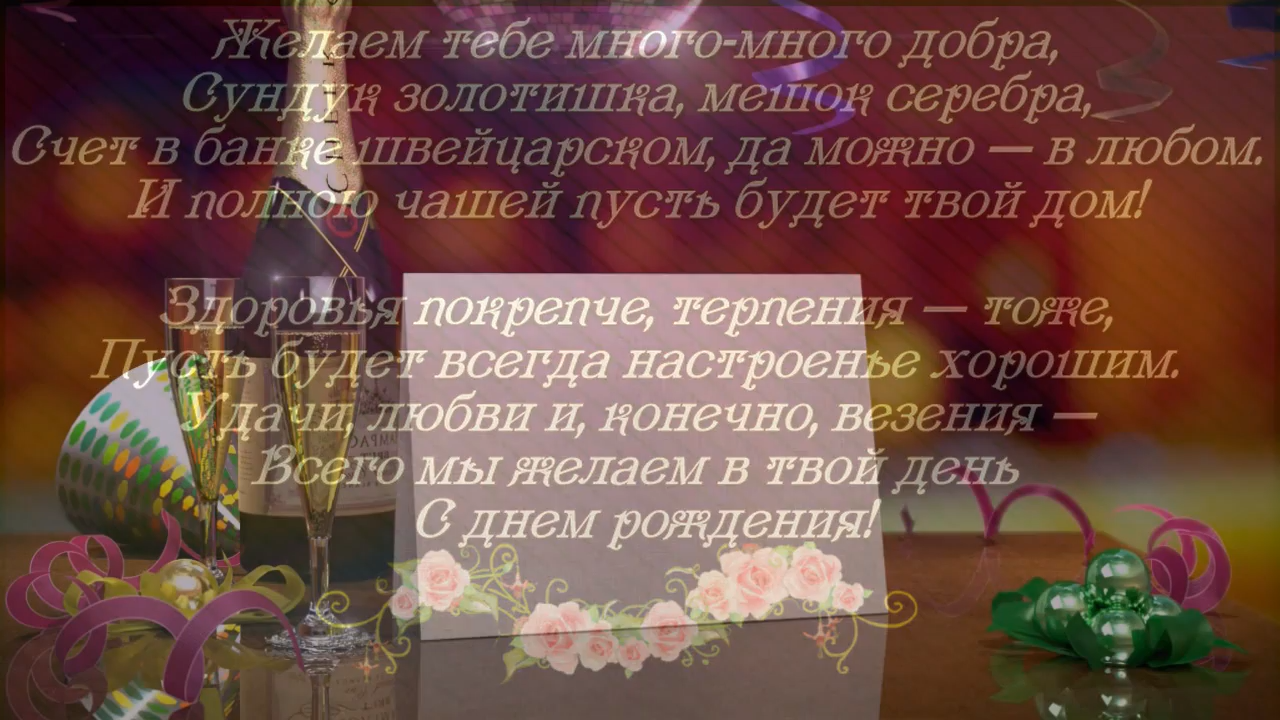 Желаем тебе много-много добра,
Сундук золотишка, мешок серебра,
Счет в банке швейцарском, да можно — в любом.
И полною чашей пусть будет твой дом!
Здоровья покрепче, терпения — тоже,
Пусть будет всегда настроенье хорошим.
Удачи, любви и, конечно, везения —
Всего мы желаем в твой день
С днем рождения!